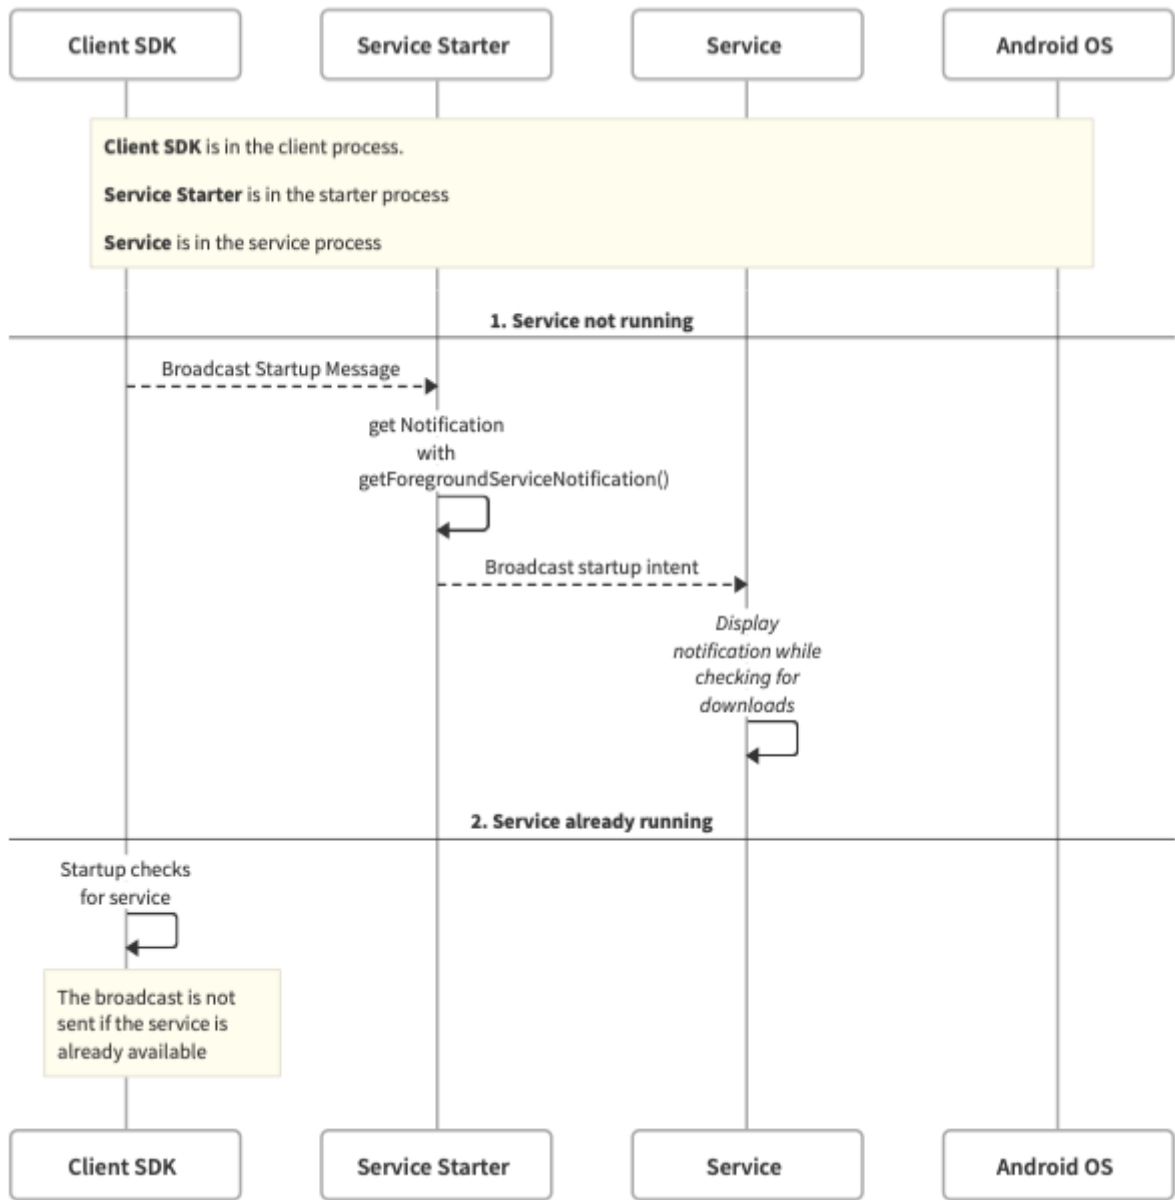 Client SDK
Service Starter
Service
Android OS
Client SDK is in the client process.
Service Starter is in the starter process
Service is in the service process
1. Service not running
Broadcast Startup Message
get Notification
with
getForegroundServiceNotification()
Broadcast startup intent
Display
notification while
checking for
downloads
2. Service already running
Startup checks
for service
The broadcast is not
sent if the service is
already available
Client SDK
Service Starter
Service
Android OS